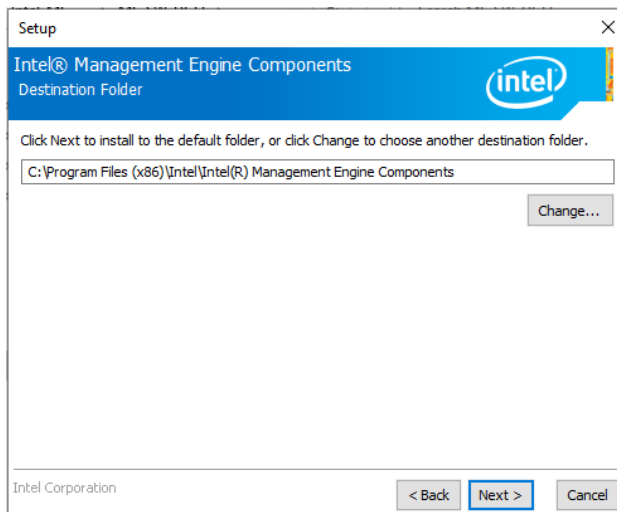 Setup
Intel® Management Engine Components
Destination Folder
intel
Click Next to install to the default folder, or click Change to choose another destination folder.
C:\Program Files (x86)\Intel\Intel(R) Management Engine Components
Change...
Intel Corporation
< Back
Next >
Cancel